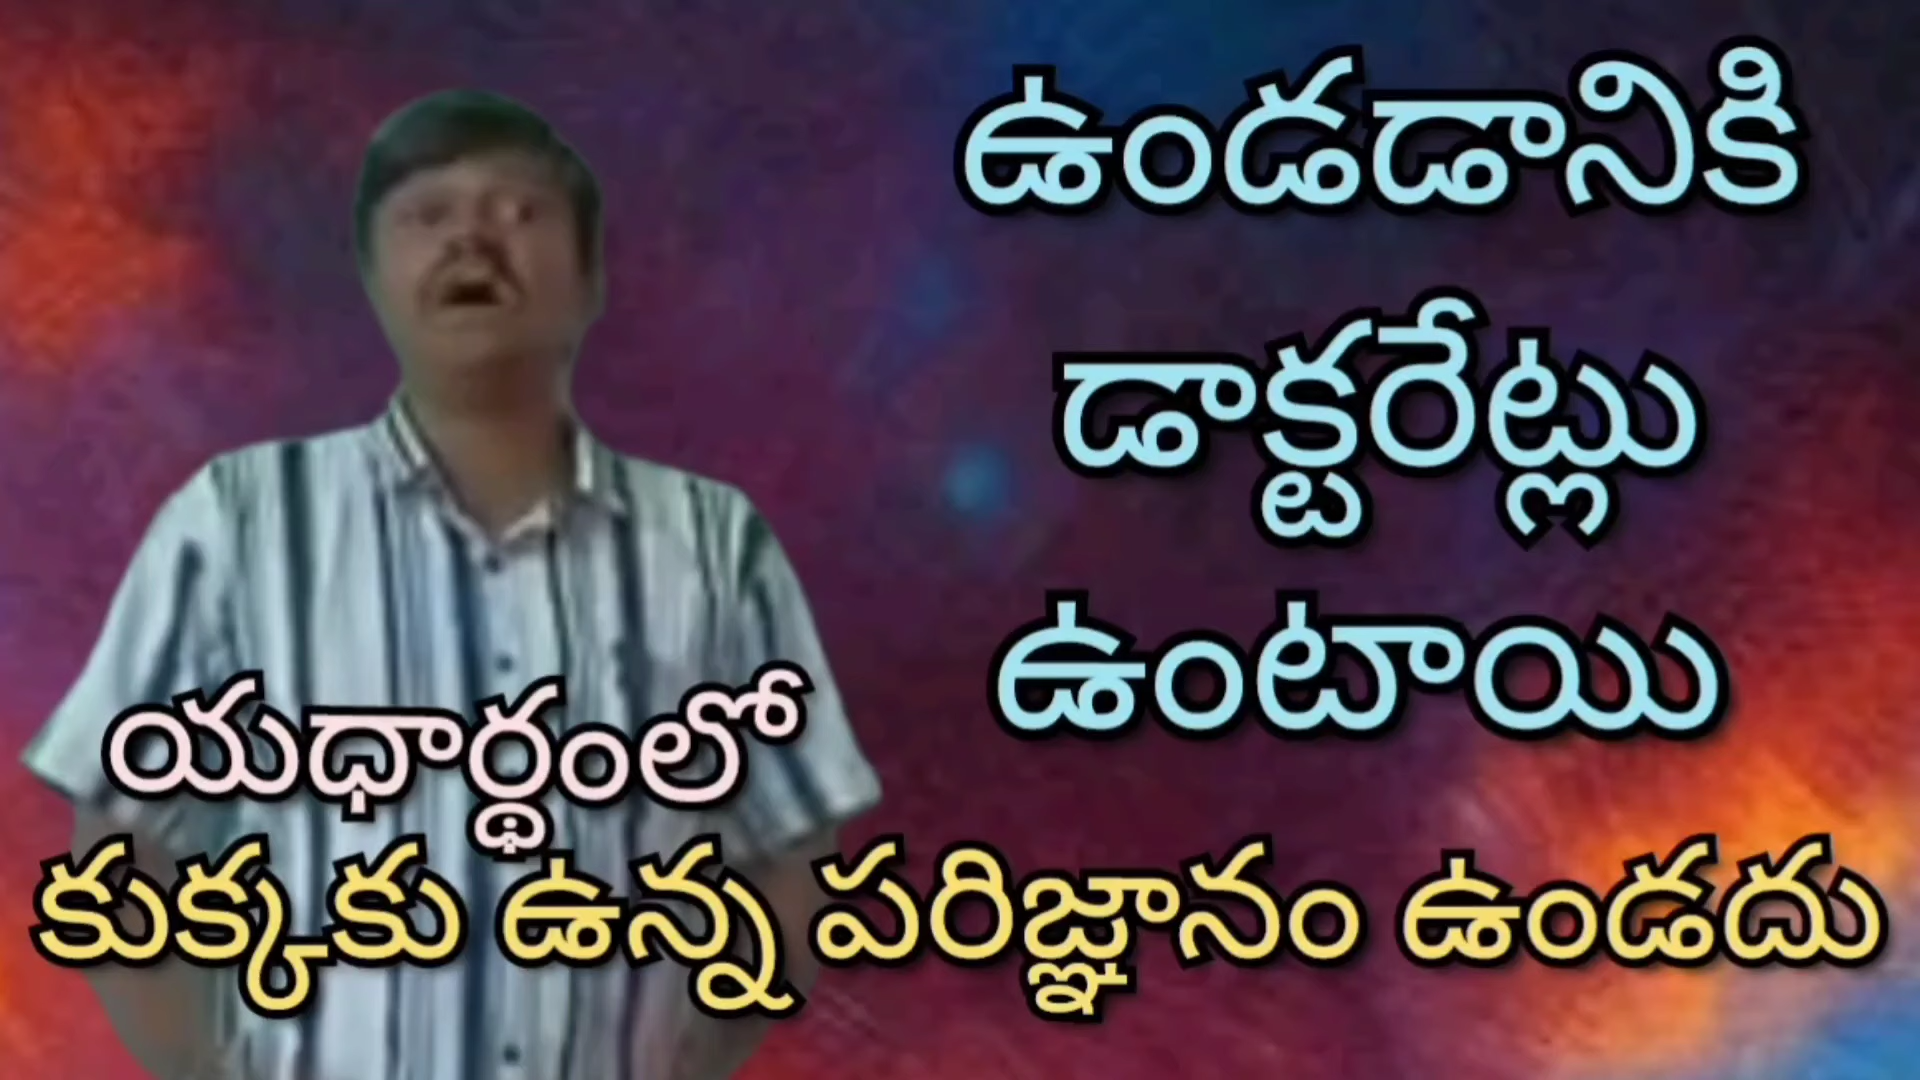 ఉండడానికి
డాక్టరేట్లు
ఉంటాయి
యధార్థంలో
కుక్కకు ఉన్న పరిజ్ఞానం ఉండదు